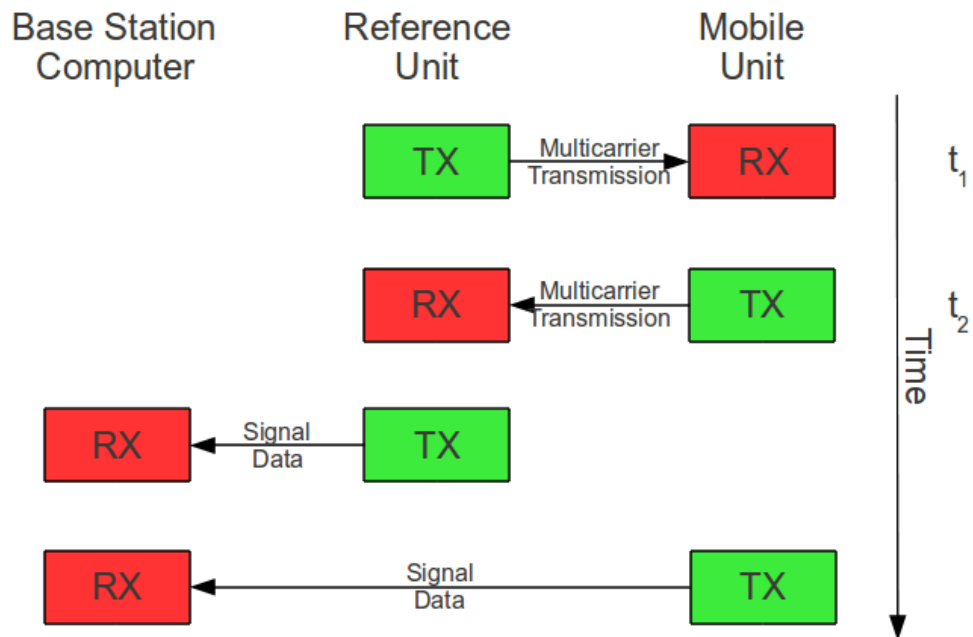 Base Station
Computer
Reference
Unit
Mobile
Unit
TX
Multicarrier
Transmission
RX
t1
RX
Multicarrier
Transmission
TX
t2
Time
RX
Signal
Data
TX
RX
Signal
Data
TX